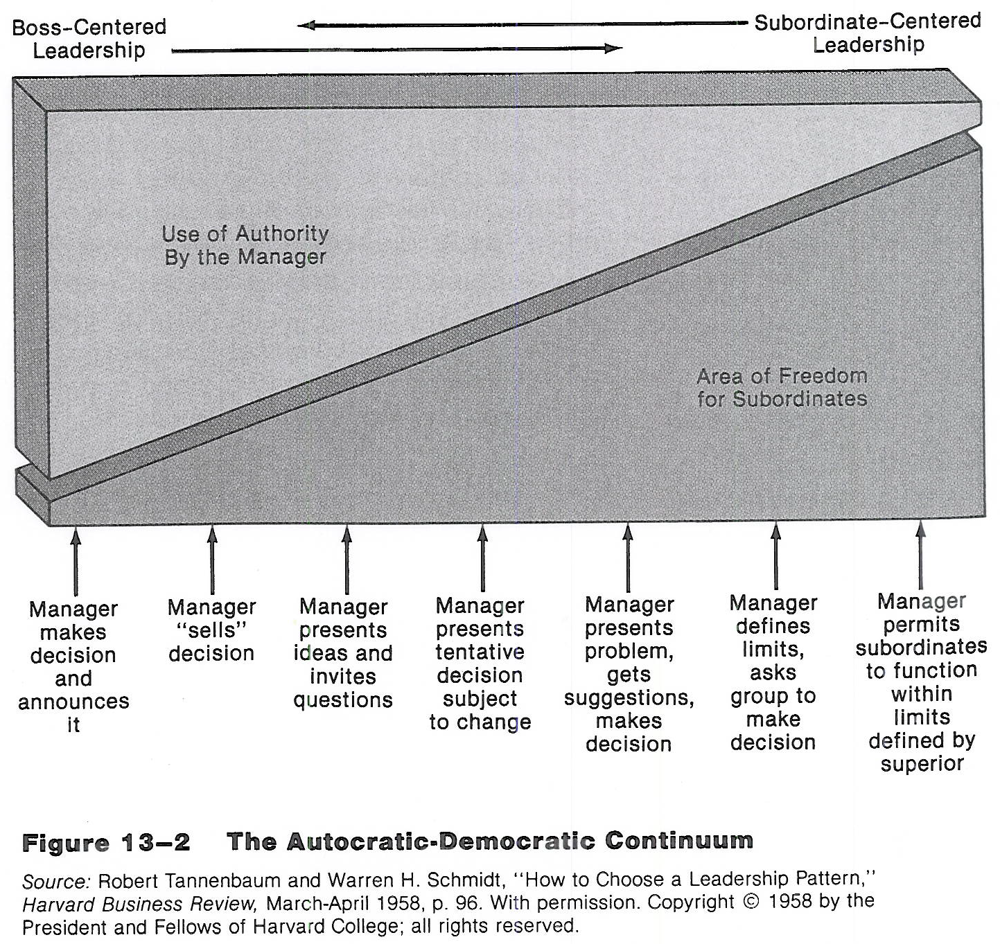 Boss-Centered
Leadership
Subordinate-Centered
Leadership
Use of Authority
By the Manager
Area of Freedom
for Subordinates
Manager
makes
decision
and
announces
it
Manager
“sells”
decision
Manager
presents
ideas and
invites
questions
Manager
presents
tentative
decision
subject
to change
Manager
presents
problem,
gets
suggestions,
makes
decision
Manager
defines
limits,
asks
group to
make
decision
Manager
permits
subordinates
to function
within
limits
defined by
superior
Figure 13–2 The Autocratic-Democratic Continuum
Source: Robert Tannenbaum and Warren H. Schmidt, “How to Choose a Leadership Pattern,”
Harvard Business Review, March-April 1958, p. 96. With permission. Copyright © 1958 by the
President and Fellows of Harvard College; all rights reserved.